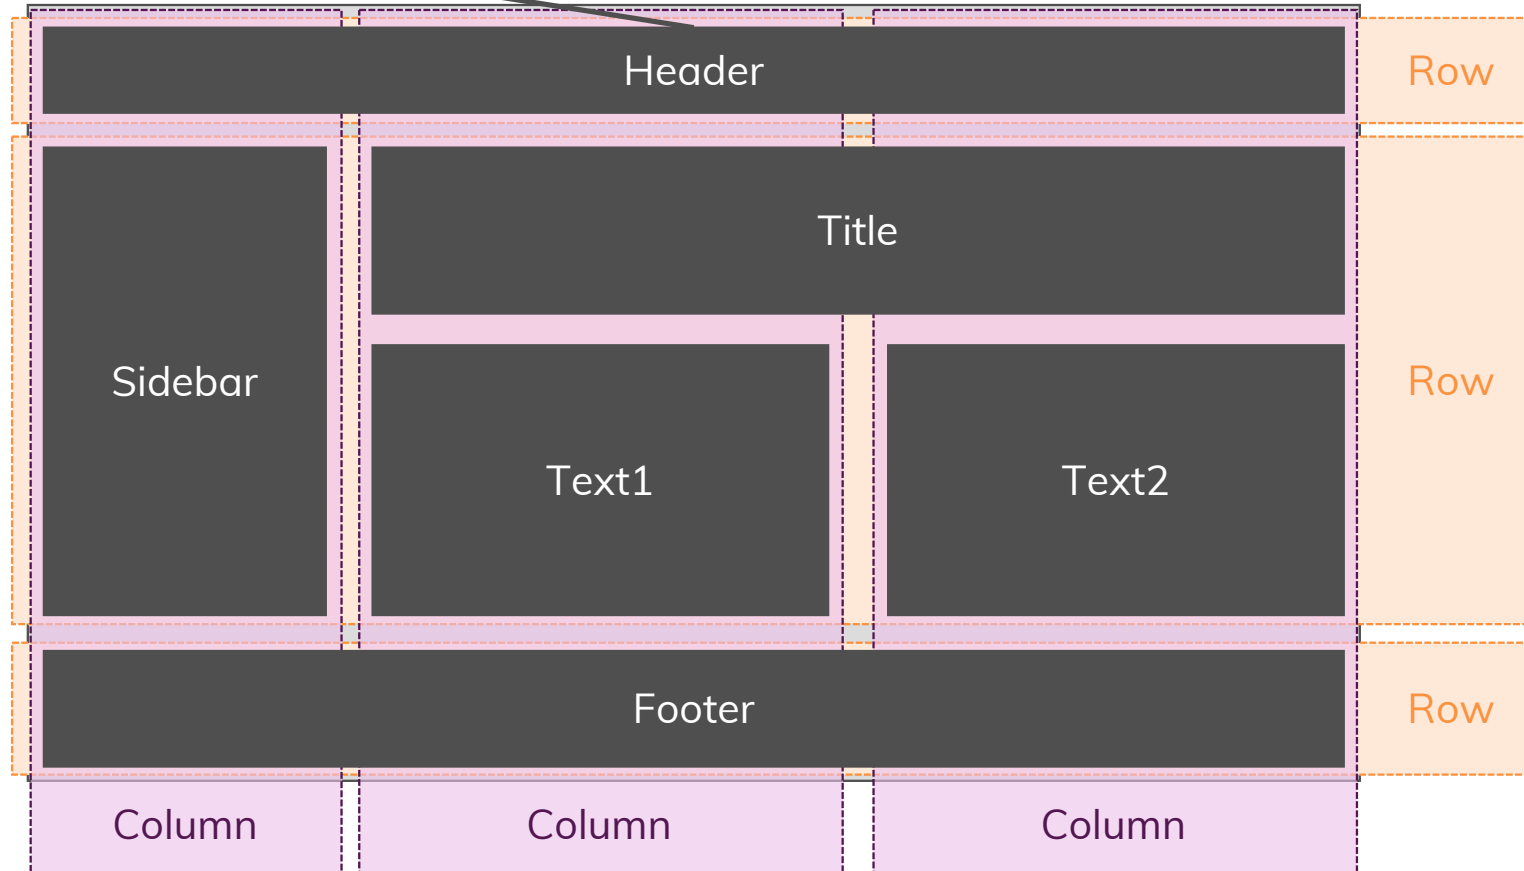 Header
Row
Title
Sidebar
Row
Text1
Text2
Footer
Row
Column
Column
Column